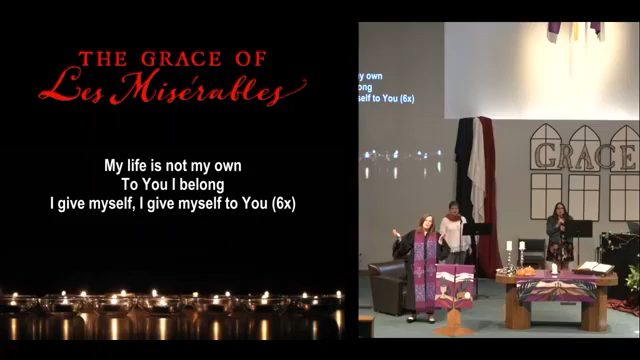 THE GRACE OF
Les Misérables
My life is not my own
To You I belong
I give myself, I give myself to You (6x)
my own
long
self to You (6x)
GRACE